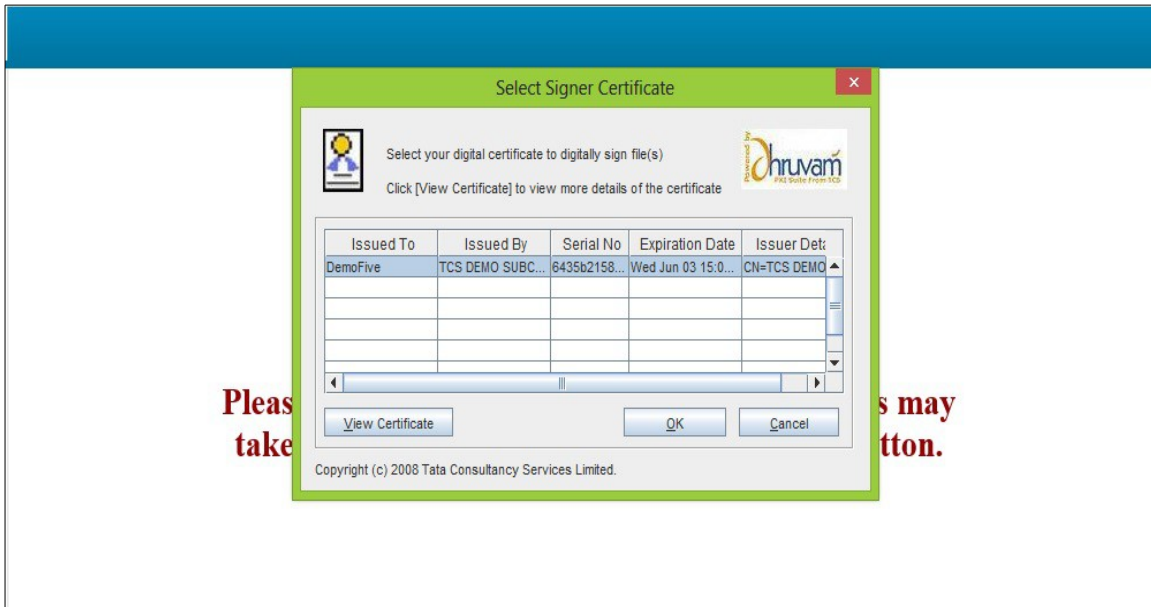 Select Signer Certificate
x
Select your digital certificate to digitally sign file(s)
Click [View Certificate] to view more details of the certificate
Powered by
Dhruvam
PKI Suite from TCS
Issued To Issued By Serial No Expiration Date Issuer Deta
DemoFive TCS DEMO SUBC... 6435b2158... Wed Jun 03 15:0... CN=TCS DEMO
Pleas s may
View Certificate OK Cancel
take tton.
Copyright (c) 2008 Tata Consultancy Services Limited.